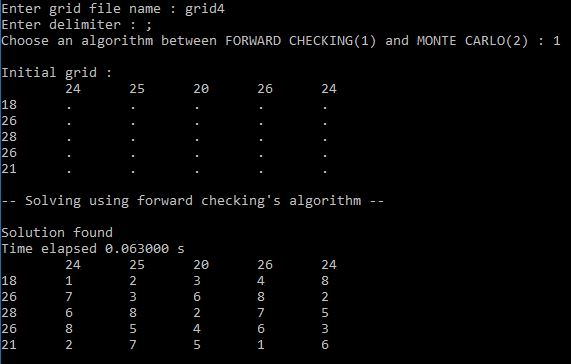 Enter grid file name : grid4
Enter delimiter : ;
Choose an algorithm between FORWARD CHECKING(1) and MONTE CARLO(2) : 1
Initial grid :
24 25 20 26 24
18 . . . . .
26 . . . . .
28 . . . . .
26 . . . . .
21 . . . . .
-- Solving using forward checking's algorithm --
Solution found
Time elapsed 0.063000 s
24 25 20 26 24
18 1 2 3 4 8
26 7 3 6 8 2
28 6 8 2 7 5
26 8 5 4 6 3
21 2 7 5 1 6